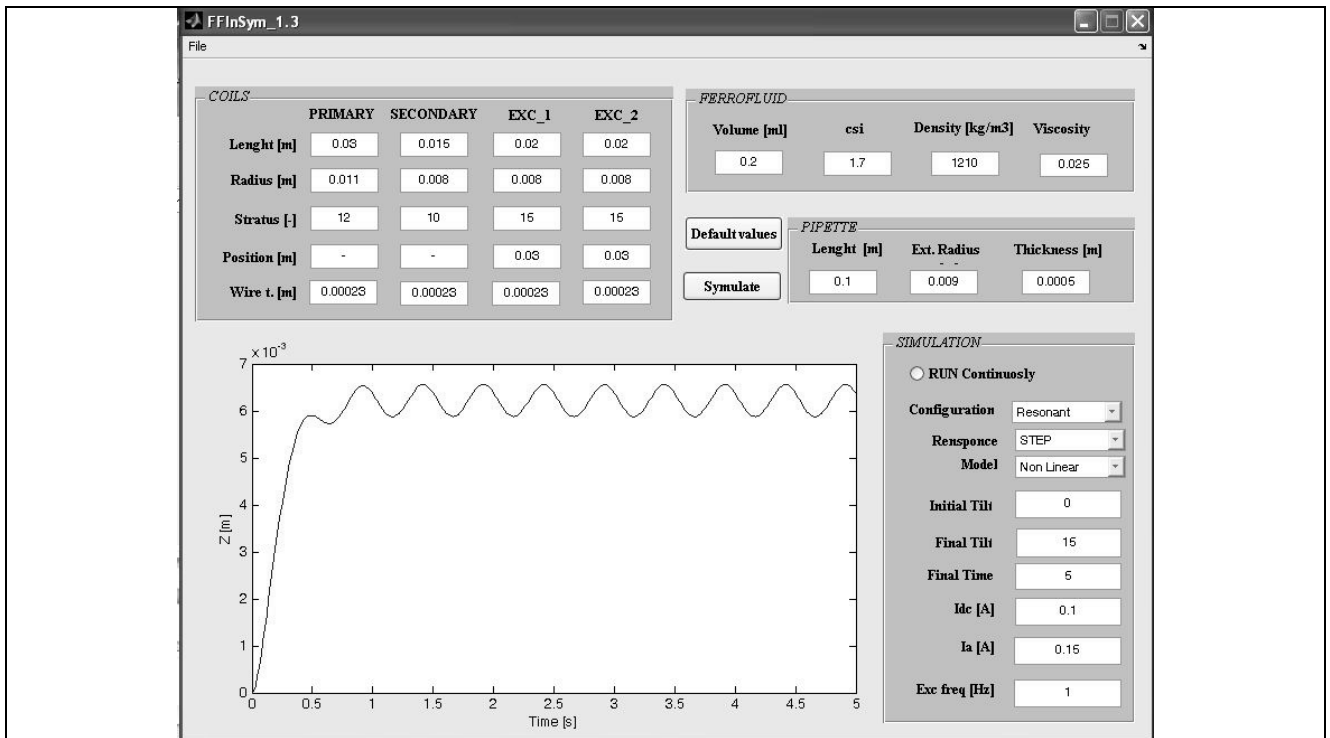 FFInSym_1.3
File
COILS
PRIMARY SECONDARY EXC_1 EXC_2
Lenght [m] 0.03 0.015 0.02 0.02
Radius [m] 0.011 0.008 0.008 0.008
Stratus [-] 12 10 15 15
Position [m] - - 0.03 0.03
Wire t. [m] 0.00023 0.00023 0.00023 0.00023
FERROFLUID
Volume [ml] csi Density [kg/m3] Viscosity
0.2 1.7 1210 0.025
Default values
Symulate
PIPETTE
Lenght [m] Ext. Radius Thickness [m]
0.1 0.009 0.0005
× 10-3
7
6
5
4
3
2
1
0
Z [m]
0 0.5 1 1.5 2 2.5 3 3.5 4 4.5 5
Time [s]
SIMULATION
RUN Continuosly
Configuration Resonant
Rensponce STEP
Model Non Linear
Initial Tilt 0
Final Tilt 15
Final Time 5
Idc [A] 0.1
Ia [A] 0.15
Exc freq [Hz] 1